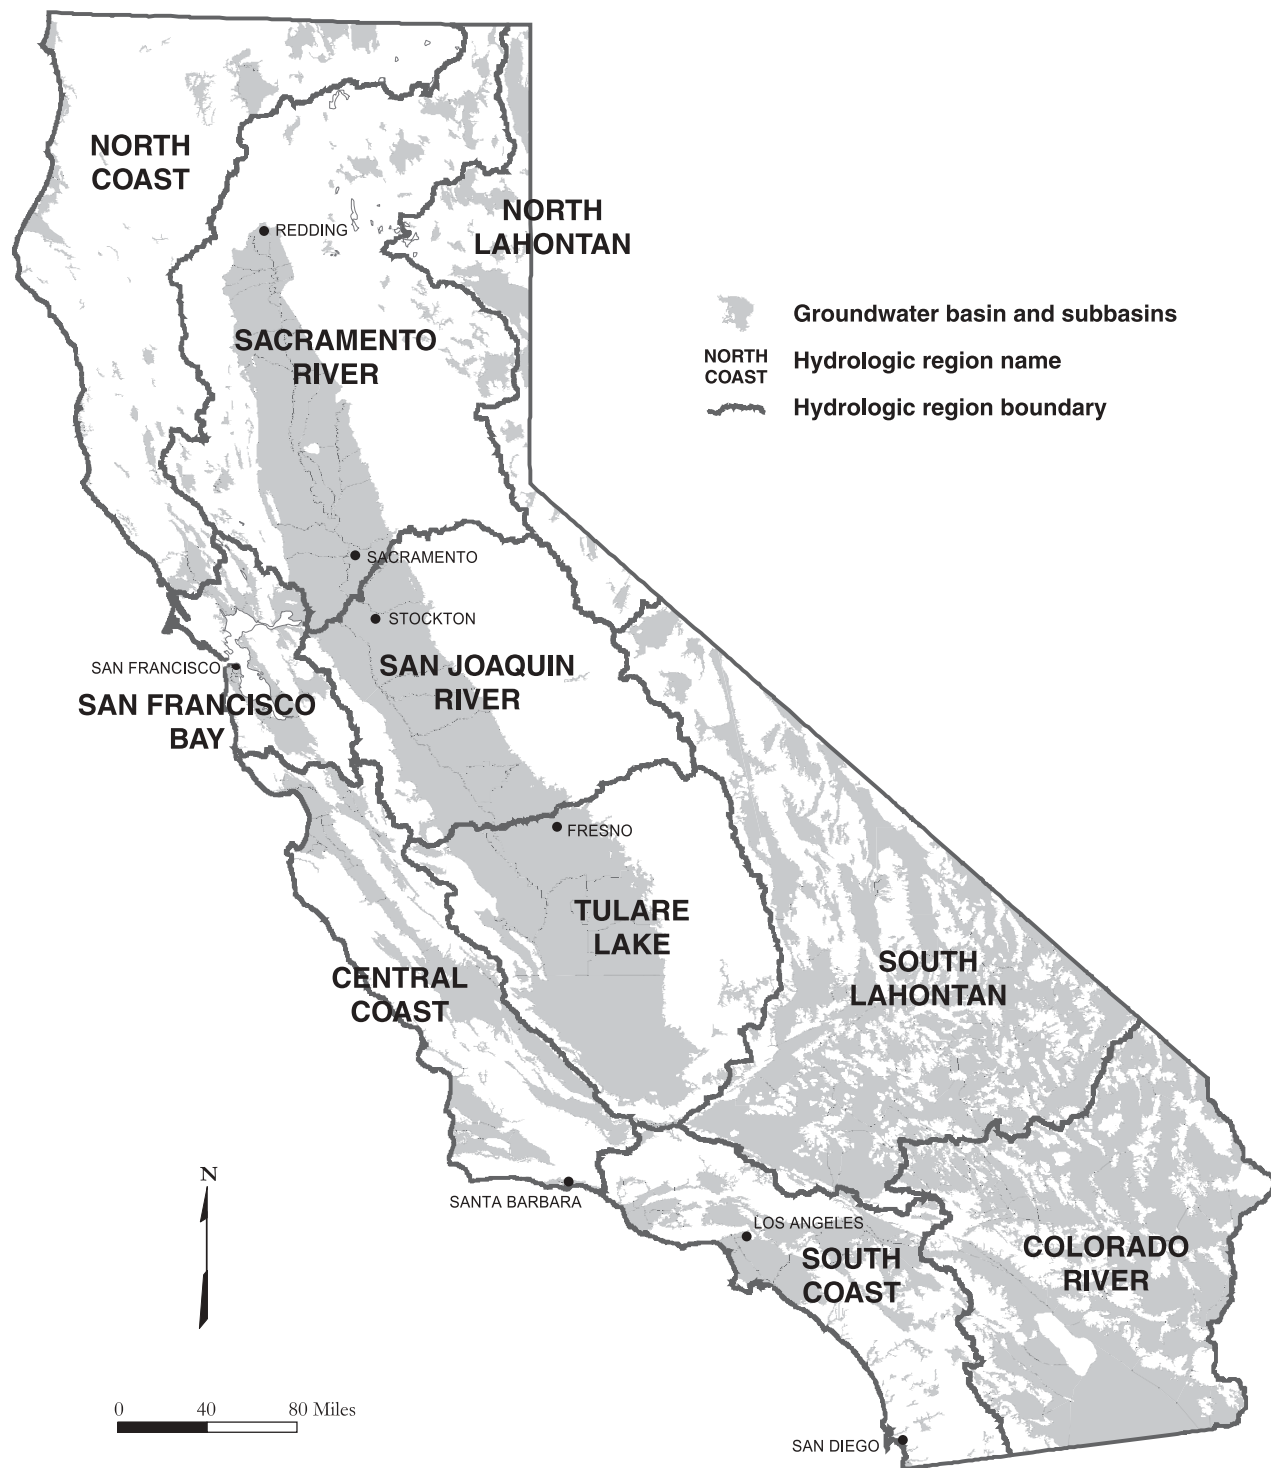 NORTH
COAST
NORTH
LAHONTAN
REDDING
SACRAMENTO
RIVER
Groundwater basin and subbasins
NORTH
COAST
Hydrologic region name
Hydrologic region boundary
SACRAMENTO
STOCKTON
SAN FRANCISCO
SAN JOAQUIN
RIVER
SAN FRANCISCO
BAY
FRESNO
TULARE
LAKE
CENTRAL
COAST
SOUTH
LAHONTAN
N
SANTA BARBARA
LOS ANGELES
SOUTH
COAST
COLORADO
RIVER
0 40 80 Miles
SAN DIEGO